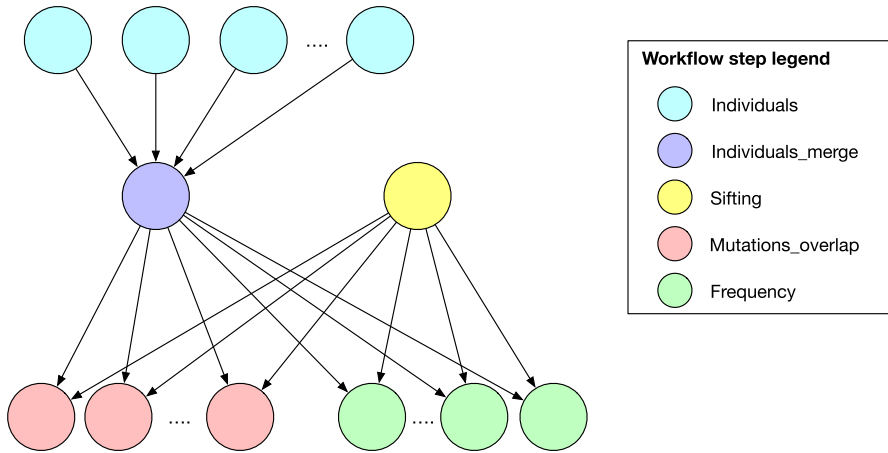 ....
Workflow step legend
Individuals
Individuals_merge
Sifting
Mutations_overlap
Frequency
.... ....